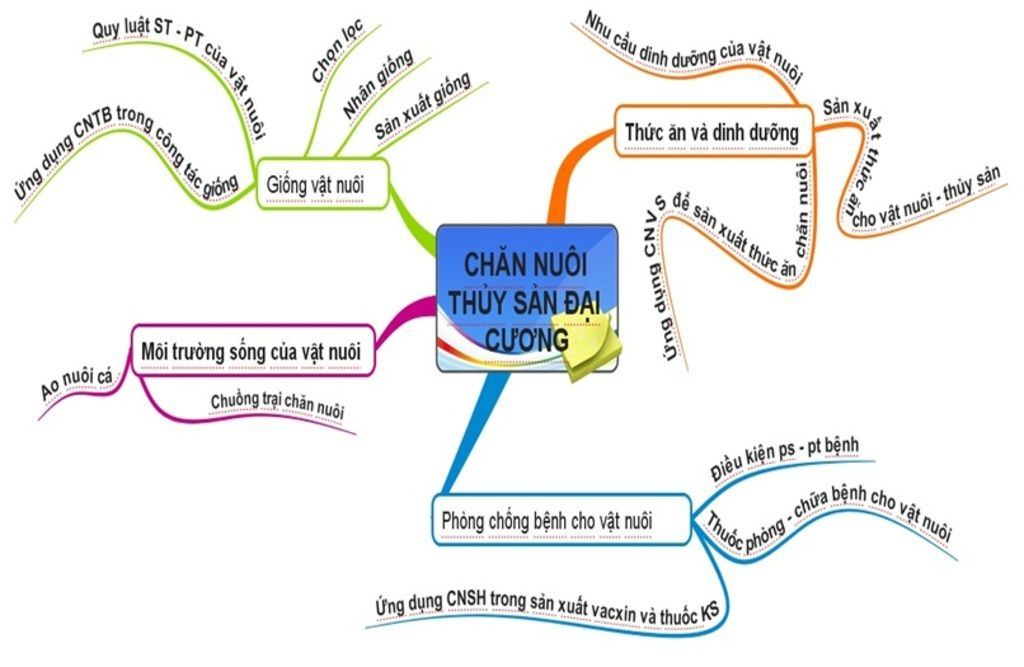 Quy luật ST - PT của vật nuôi
Ứng dụng CNTB trong công tác giống
Chọn lọc
Nhân giống
Sản xuất giống
Giống vật nuôi
Nhu cầu dinh dưỡng của vật nuôi
Thức ăn và dinh dưỡng
Sản xuất thức ăn
cho vật nuôi - thủy sản
Ứng dụng CNVS để sản xuất thức ăn chăn nuôi
CHĂN NUÔI
THỦY SẢN ĐẠI
CƯƠNG
Môi trường sống của vật nuôi
Ao nuôi cá
Chuồng trại chăn nuôi
Phòng chống bệnh cho vật nuôi
Điều kiện ps - pt bệnh
Thuốc phòng - chữa bệnh cho vật nuôi
Ứng dụng CNSH trong sản xuất vacxin và thuốc KS